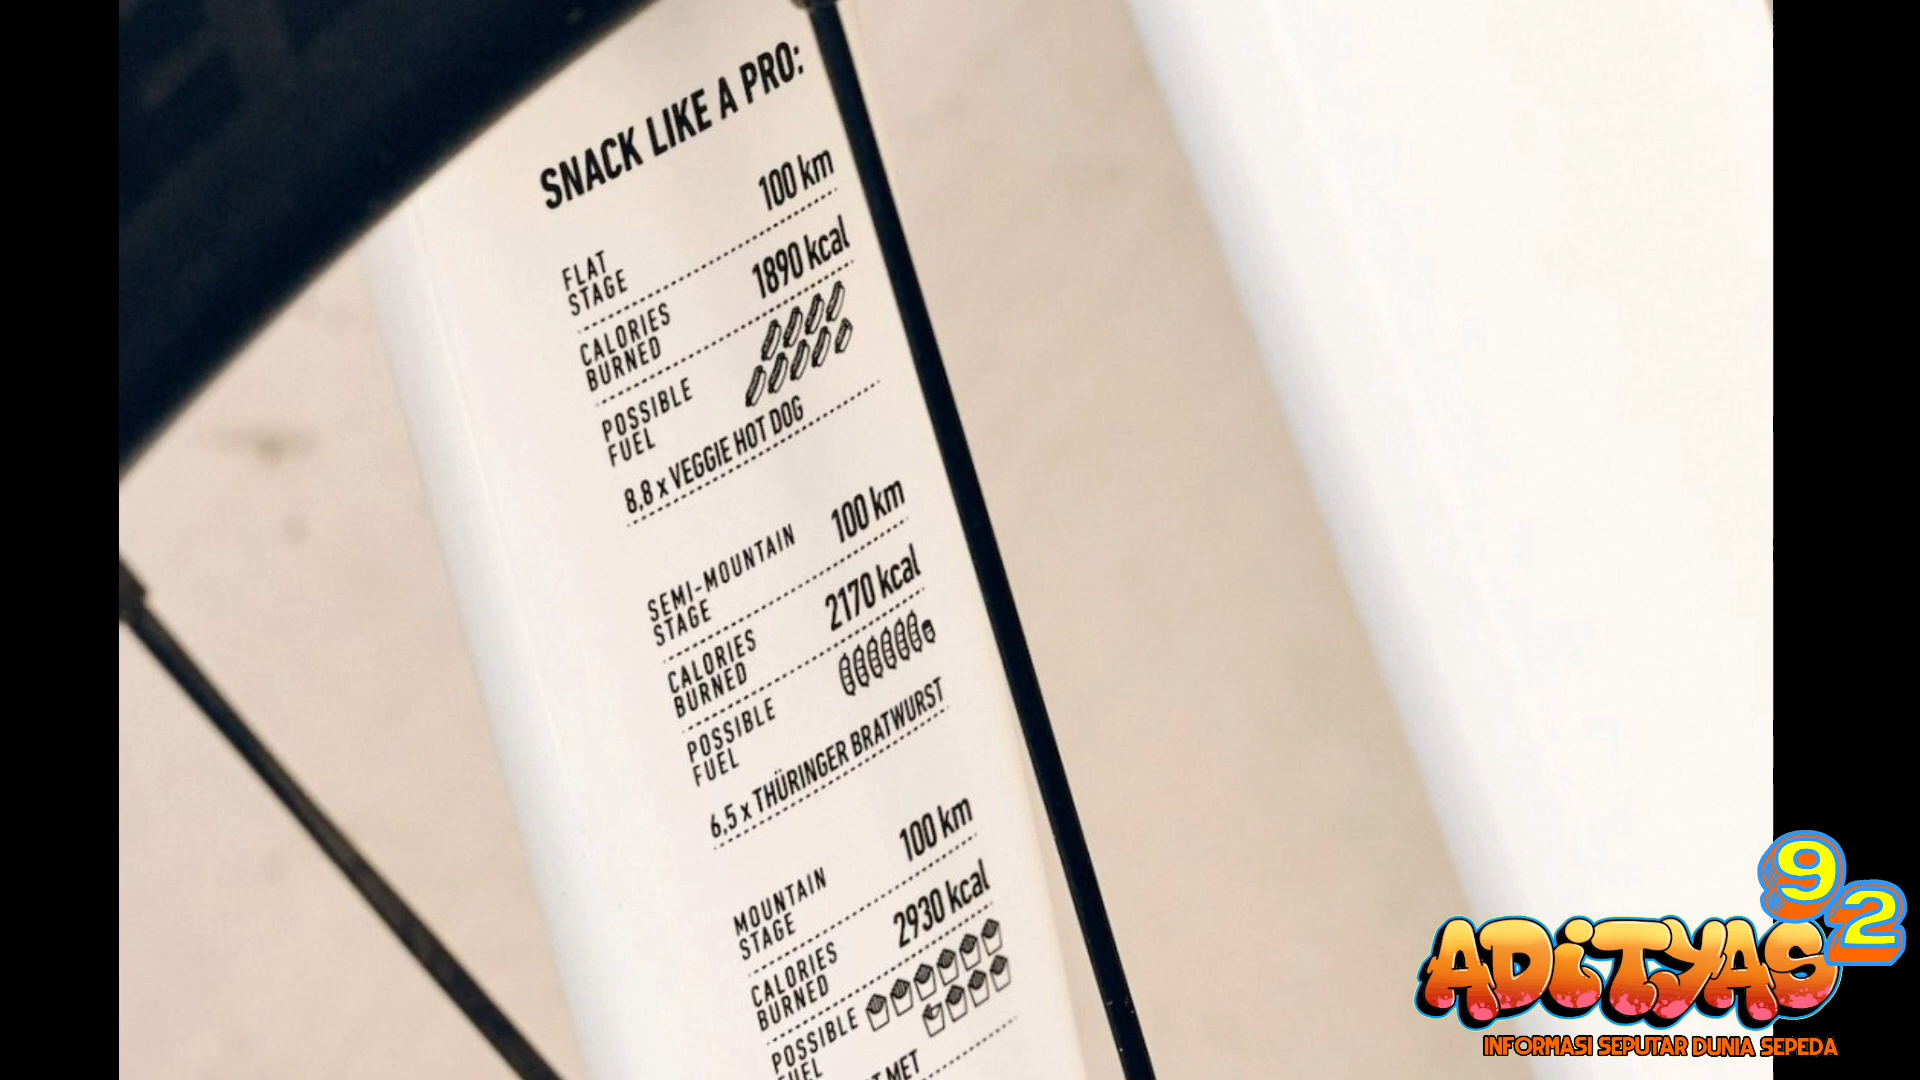 SNACK LIKE A PRO:
FLAT STAGE 100 km
CALORIES BURNED 1890 kcal
POSSIBLE FUEL
8,8 x VEGGIE HOT DOG
SEMI-MOUNTAIN STAGE 100 km
CALORIES BURNED 2170 kcal
POSSIBLE FUEL
6,5 x THÜRINGER BRATWURST
MOUNTAIN STAGE 100 km
CALORIES BURNED 2930 kcal
POSSIBLE FUEL
MET
92
ADITYAS
INFORMASI SEPUTAR DUNIA SEPEDA